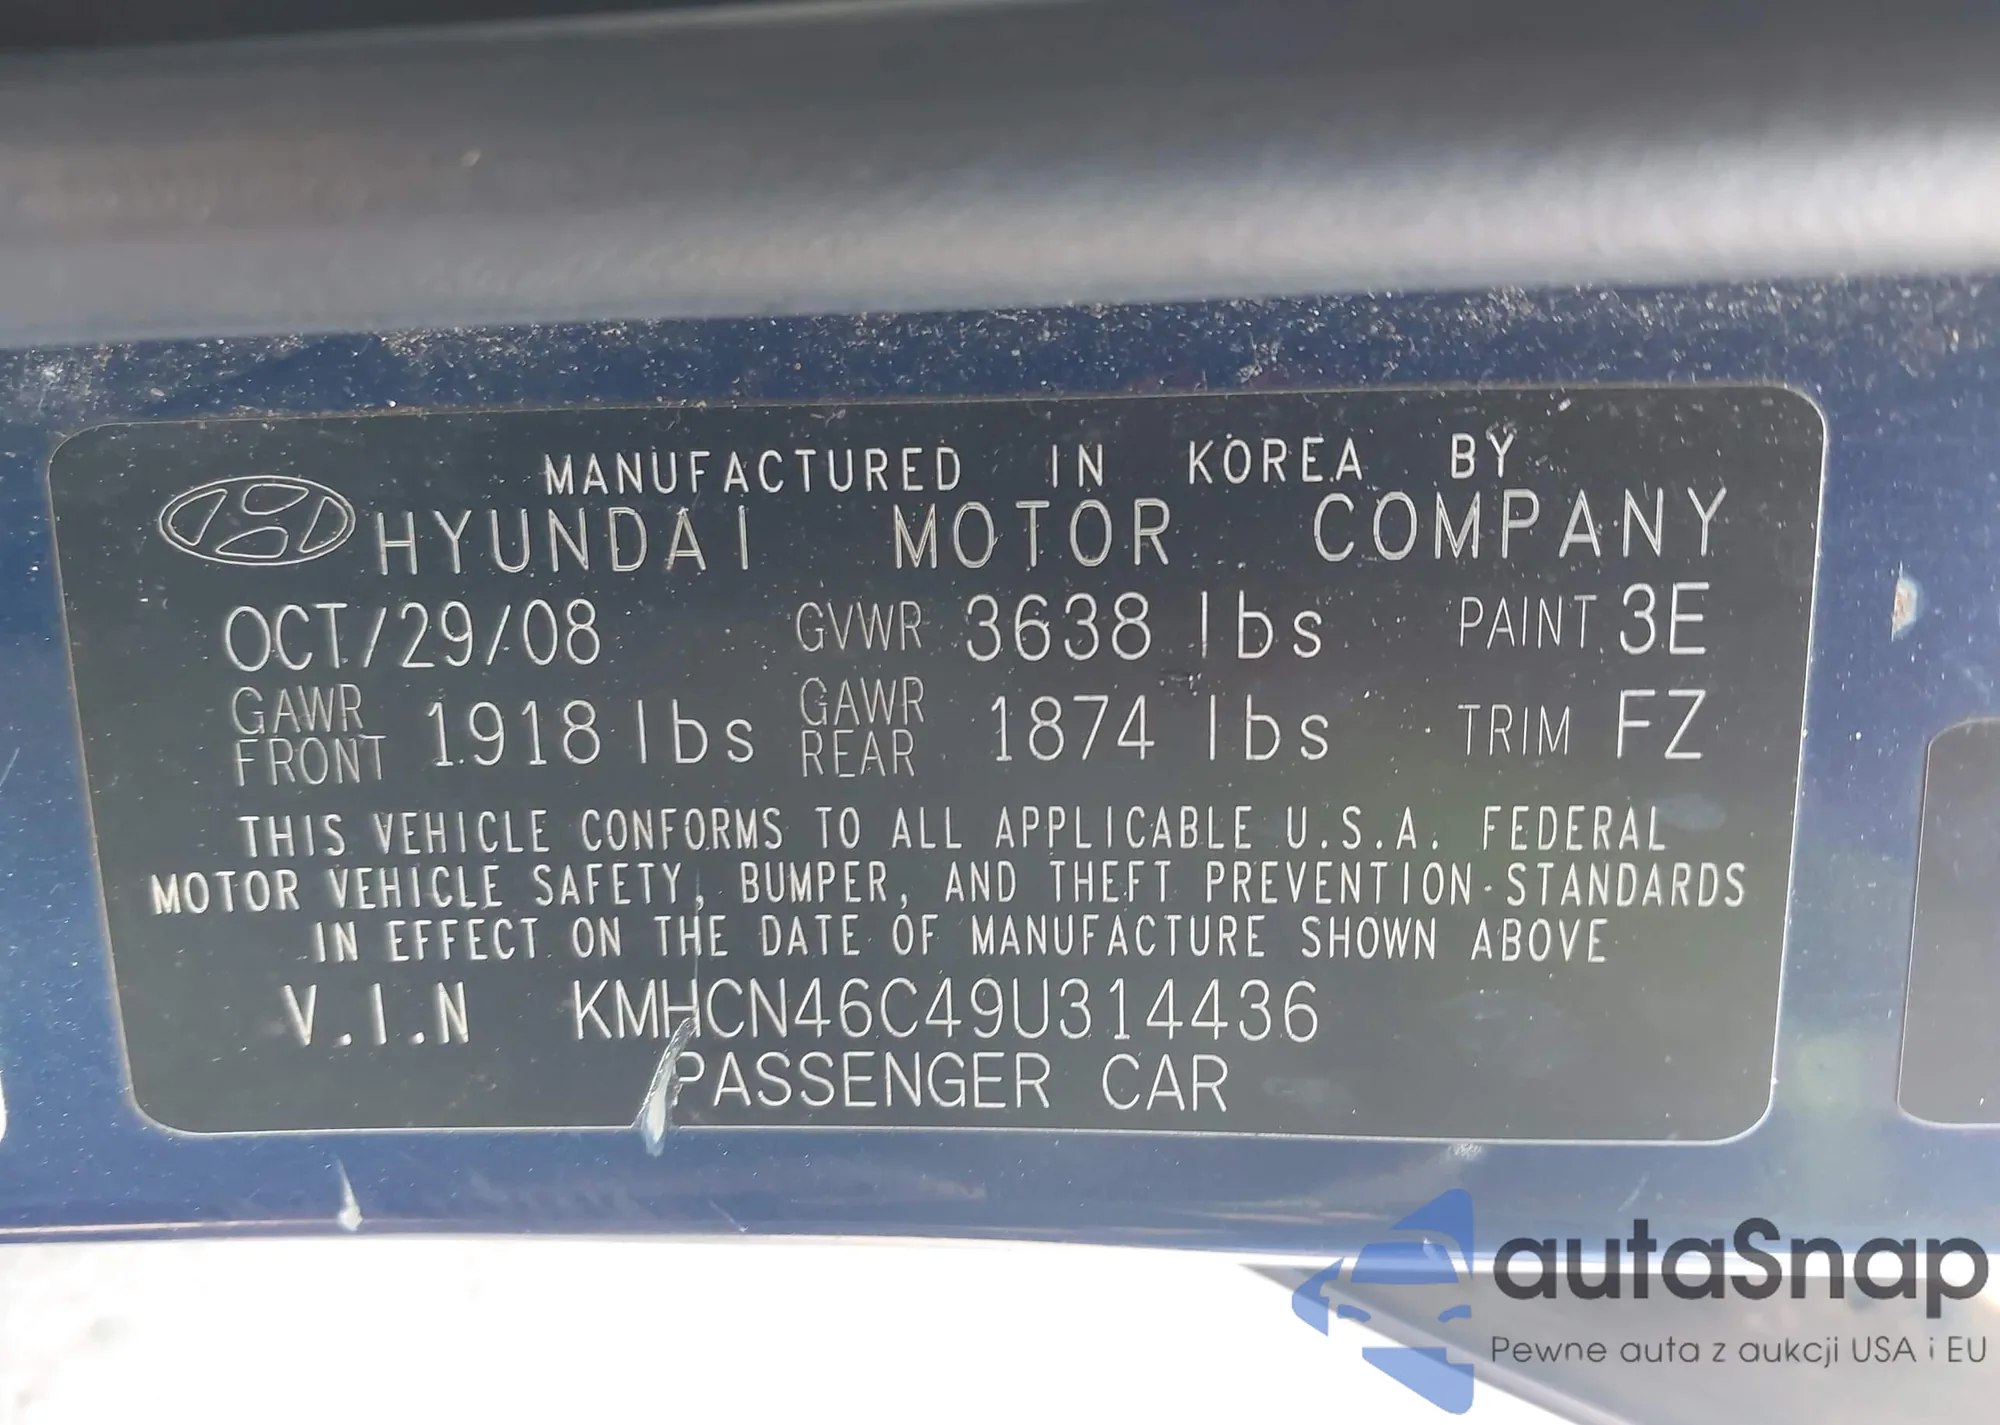 MANUFACTURED IN KOREA BY
HYUNDAI MOTOR COMPANY
OCT/29/08 GVWR 3638 lbs PAINT 3E
GAWR FRONT 1918 lbs GAWR REAR 1874 lbs TRIM FZ
THIS VEHICLE CONFORMS TO ALL APPLICABLE U.S.A. FEDERAL
MOTOR VEHICLE SAFETY, BUMPER, AND THEFT PREVENTION STANDARDS
IN EFFECT ON THE DATE OF MANUFACTURE SHOWN ABOVE
V.I.N KMHCN46C49U314436
PASSENGER CAR
autaSnap
Pewne auta z aukcji USA i EU